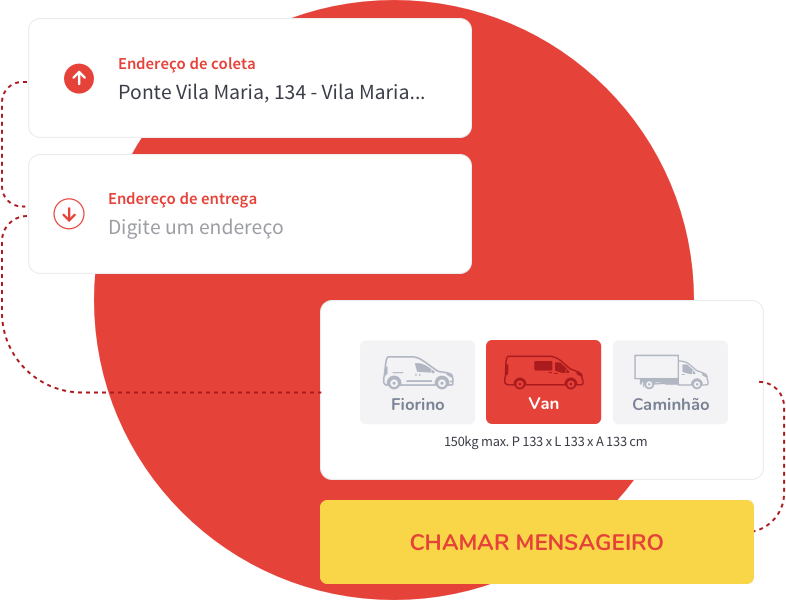 Endereço de coleta
Ponte Vila Maria, 134 - Vila Maria...
Endereço de entrega
Digite um endereço
Fiorino
Van
Caminhão
150kg max. P 133 x L 133 x A 133 cm
CHAMAR MENSAGEIRO